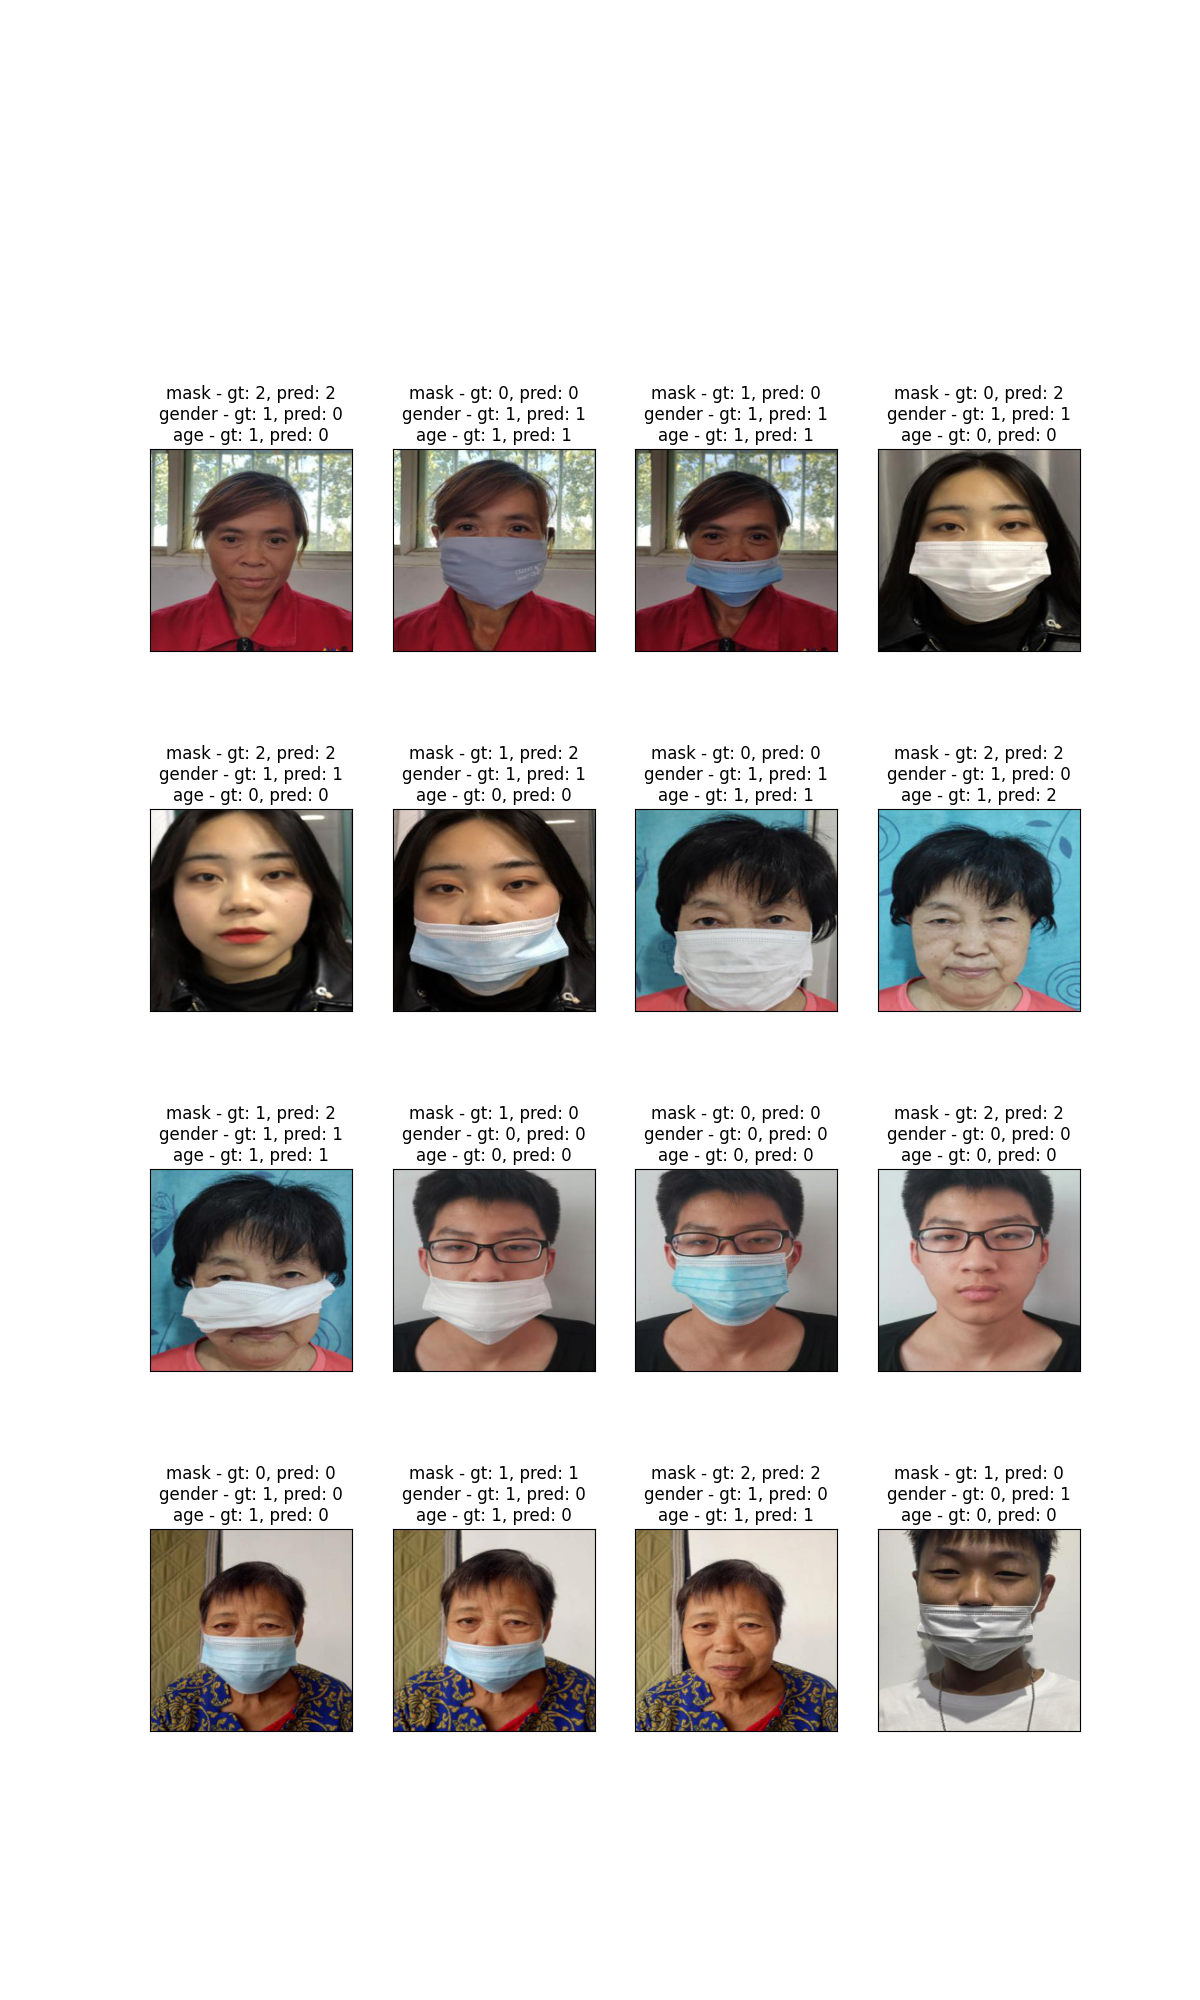 mask - gt: 2, pred: 2
gender - gt: 1, pred: 0
age - gt: 1, pred: 0
mask - gt: 0, pred: 0
gender - gt: 1, pred: 1
age - gt: 1, pred: 1
mask - gt: 1, pred: 0
gender - gt: 1, pred: 1
age - gt: 1, pred: 1
mask - gt: 0, pred: 2
gender - gt: 1, pred: 1
age - gt: 0, pred: 0
mask - gt: 2, pred: 2
gender - gt: 1, pred: 1
age - gt: 0, pred: 0
mask - gt: 1, pred: 2
gender - gt: 1, pred: 1
age - gt: 0, pred: 0
mask - gt: 0, pred: 0
gender - gt: 1, pred: 1
age - gt: 1, pred: 1
mask - gt: 2, pred: 2
gender - gt: 1, pred: 0
age - gt: 1, pred: 2
mask - gt: 1, pred: 2
gender - gt: 1, pred: 1
age - gt: 1, pred: 1
mask - gt: 1, pred: 0
gender - gt: 0, pred: 0
age - gt: 0, pred: 0
mask - gt: 0, pred: 0
gender - gt: 0, pred: 0
age - gt: 0, pred: 0
mask - gt: 2, pred: 2
gender - gt: 0, pred: 0
age - gt: 0, pred: 0
mask - gt: 0, pred: 0
gender - gt: 1, pred: 0
age - gt: 1, pred: 0
mask - gt: 1, pred: 1
gender - gt: 1, pred: 0
age - gt: 1, pred: 0
mask - gt: 2, pred: 2
gender - gt: 1, pred: 0
age - gt: 1, pred: 1
mask - gt: 1, pred: 0
gender - gt: 0, pred: 1
age - gt: 0, pred: 0